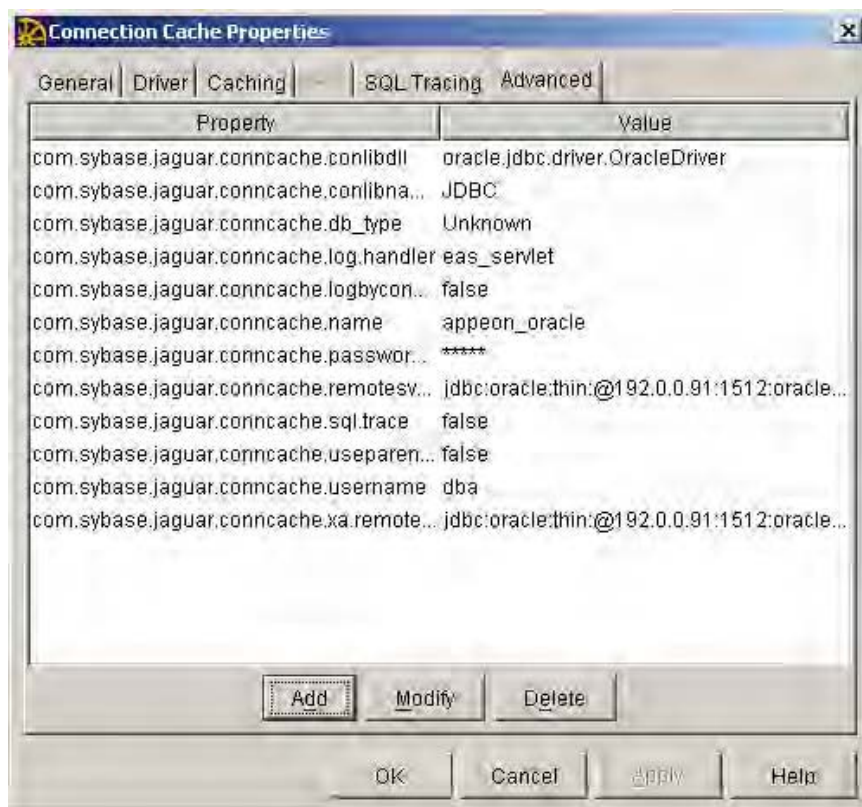 Connection Cache Properties
General Driver Caching - SQL Tracing Advanced
Property Value
com.sybase.jaguar.conncache.conlibdll oracle.jdbc.driver.OracleDriver
com.sybase.jaguar.conncache.conlibna... JDBC
com.sybase.jaguar.conncache.db_type Unknown
com.sybase.jaguar.conncache.log.handler eas_servlet
com.sybase.jaguar.conncache.logbycon... false
com.sybase.jaguar.conncache.name appeon_oracle
com.sybase.jaguar.conncache.passwor... *****
com.sybase.jaguar.conncache.remotesv... jdbc:oracle:thin:@192.0.0.91:1512:oracle...
com.sybase.jaguar.conncache.sql.trace false
com.sybase.jaguar.conncache.useparen... false
com.sybase.jaguar.conncache.username dba
com.sybase.jaguar.conncache.xa.remote... jdbc:oracle:thin:@192.0.0.91:1512:oracle...
Add Modify Delete
OK Cancel Apply Help